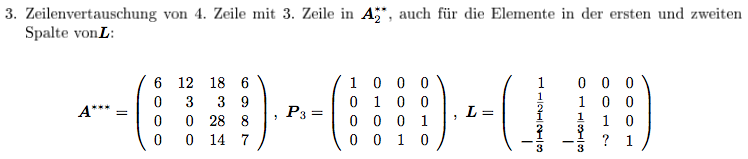 3. Zeilenvertauschung von 4. Zeile mit 3. Zeile in A₂**, auch für die Elemente in der ersten und zweiten
Spalte vonL:
A*** = ( 6 12 18 6 ; 0 3 3 9 ; 0 0 28 8 ; 0 0 14 7 ) , P₃ = ( 1 0 0 0 ; 0 1 0 0 ; 0 0 0 1 ; 0 0 1 0 ) , L = ( 1 0 0 0 ; 1/2 1 0 0 ; 1/2 1/3 1 0 ; -1/3 -1/3 ? 1 )